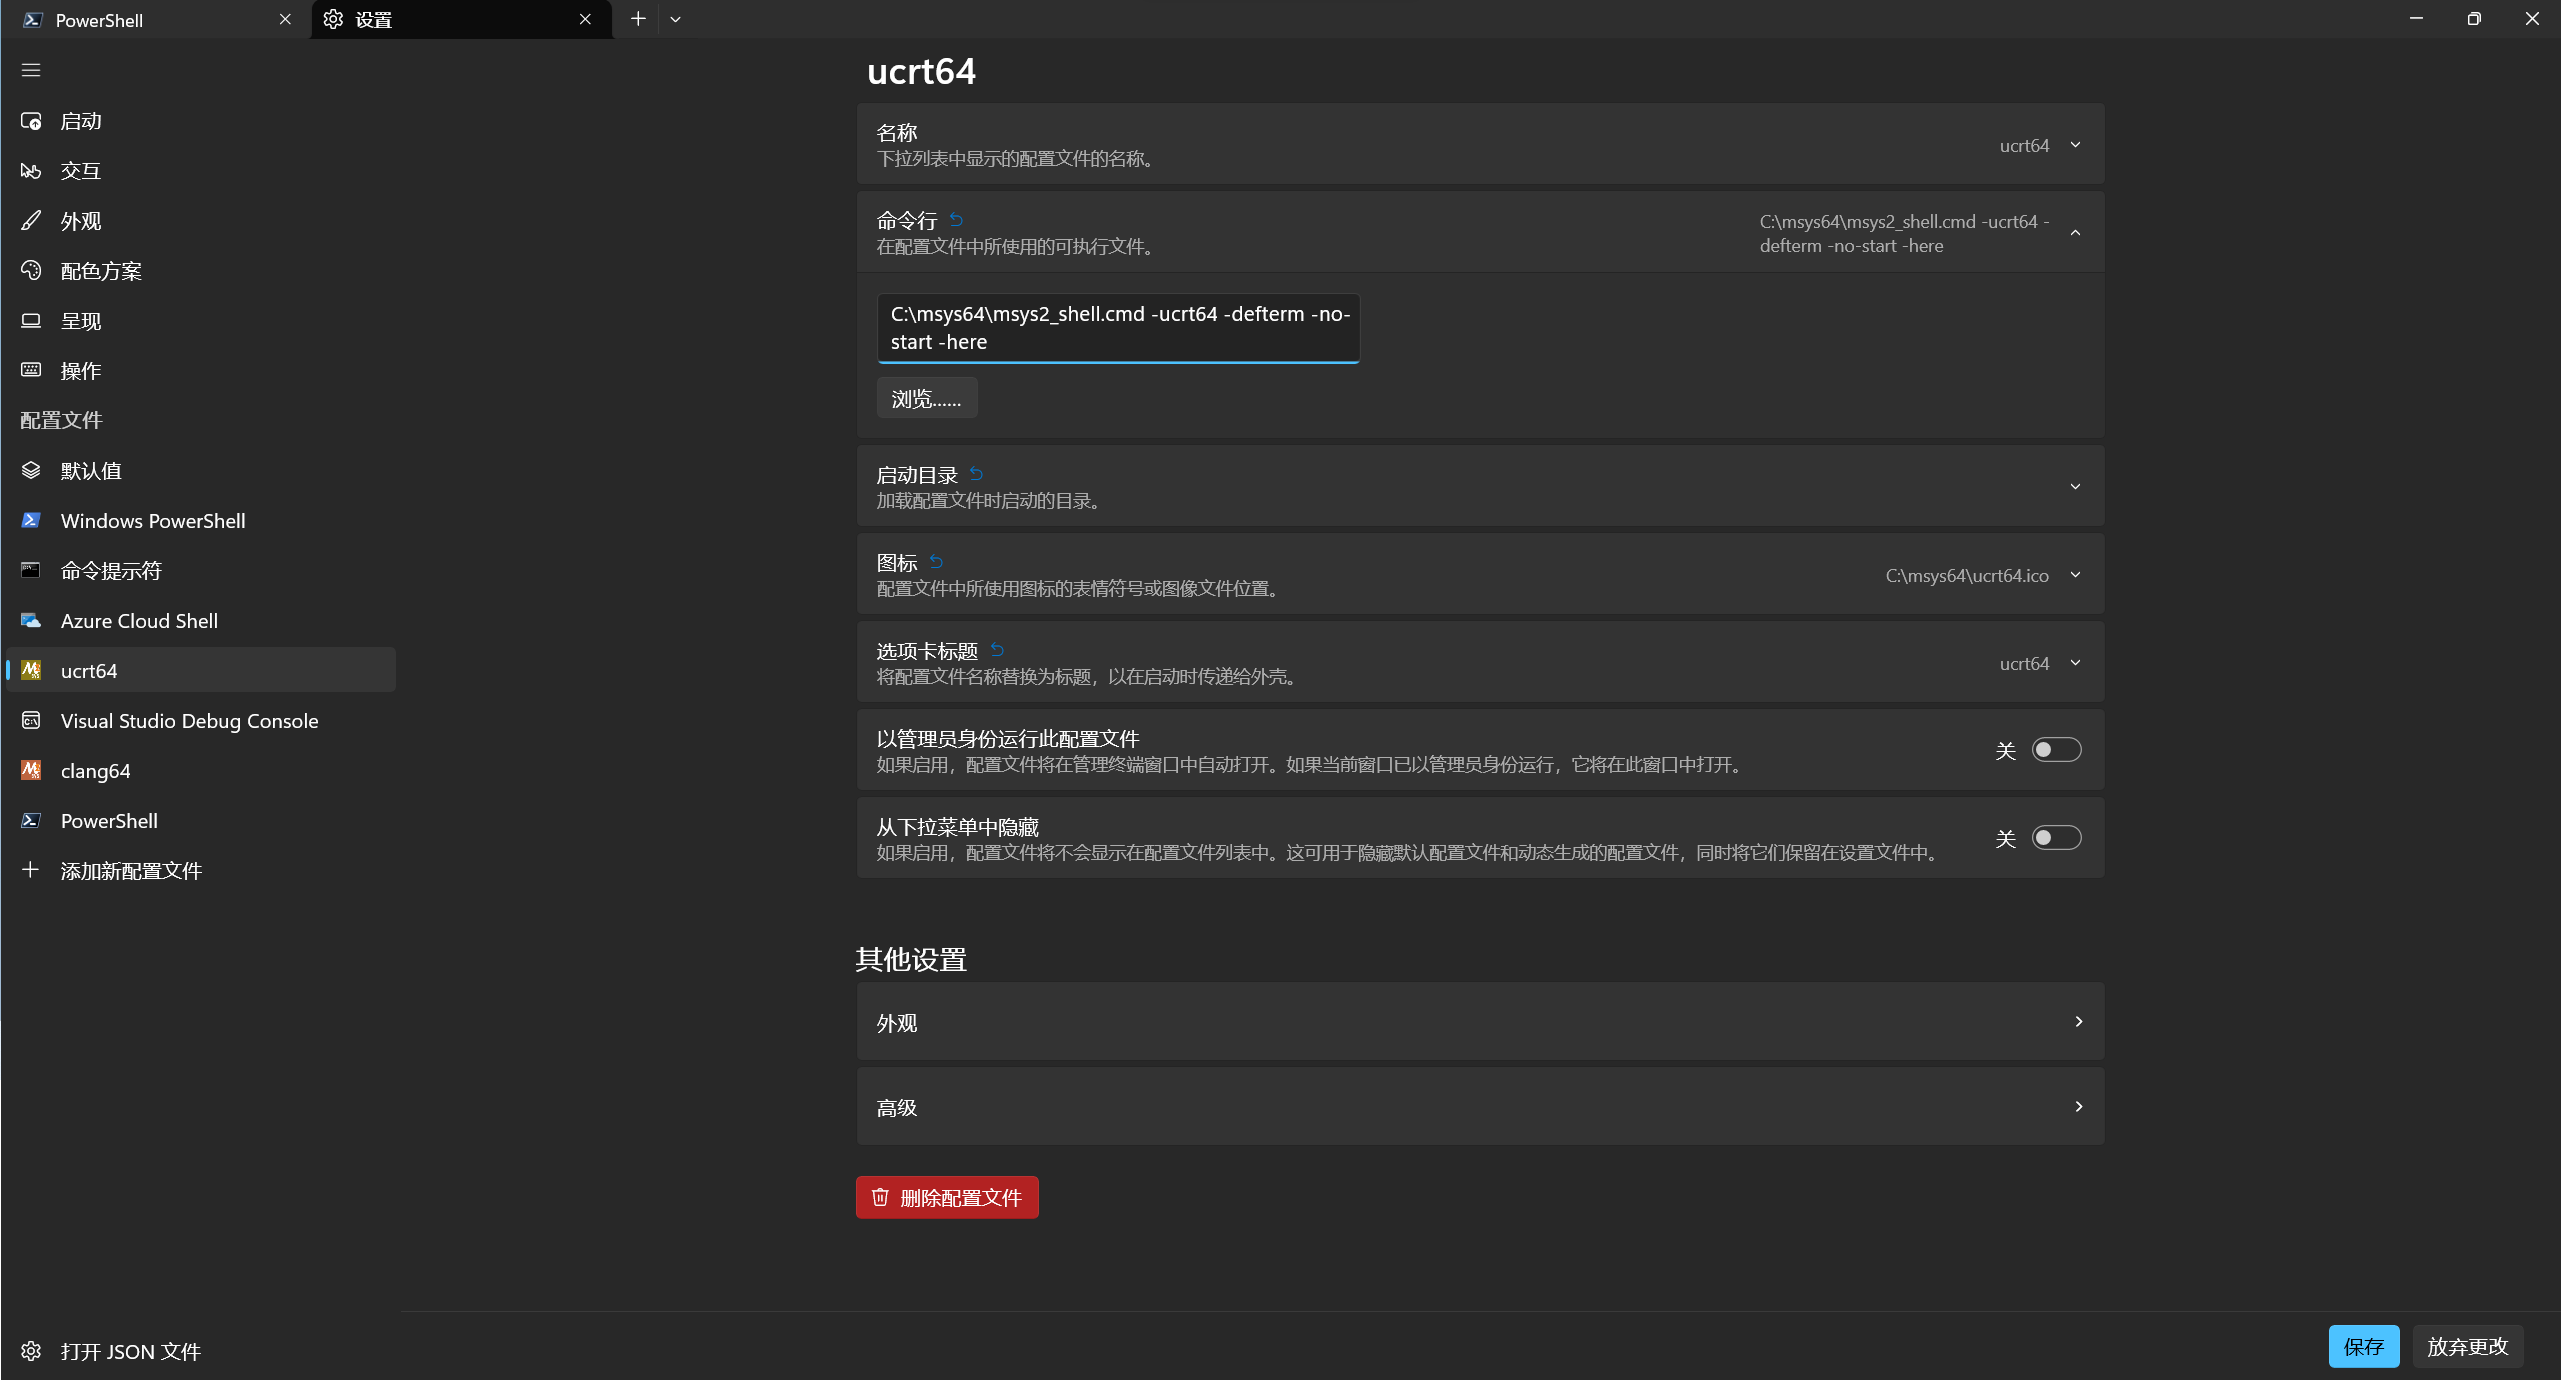 PowerShell
设置
启动
交互
外观
配色方案
呈现
操作
配置文件
默认值
Windows PowerShell
命令提示符
Azure Cloud Shell
ucrt64
Visual Studio Debug Console
clang64
PowerShell
添加新配置文件
打开 JSON 文件
ucrt64
名称
下拉列表中显示的配置文件的名称。
ucrt64
命令行
在配置文件中所使用的可执行文件。
C:\msys64\msys2_shell.cmd -ucrt64 -
defterm -no-start -here
C:\msys64\msys2_shell.cmd -ucrt64 -defterm -no-
start -here
浏览......
启动目录
加载配置文件时启动的目录。
图标
配置文件中所使用图标的表情符号或图像文件位置。
C:\msys64\ucrt64.ico
选项卡标题
将配置文件名称替换为标题，以在启动时传递给外壳。
ucrt64
以管理员身份运行此配置文件
如果启用，配置文件将在管理终端窗口中自动打开。如果当前窗口已以管理员身份运行，它将在此窗口中打开。
关
从下拉菜单中隐藏
如果启用，配置文件将不会显示在配置文件列表中。这可用于隐藏默认配置文件和动态生成的配置文件，同时将它们保留在设置文件中。
关
其他设置
外观
高级
删除配置文件
保存
放弃更改